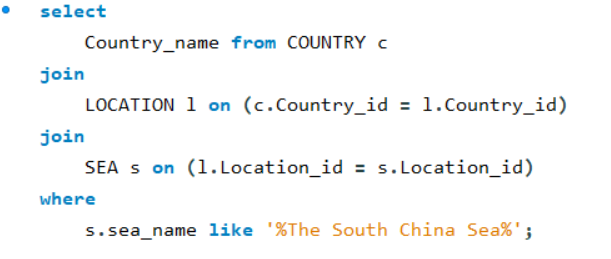 select
Country_name from COUNTRY c
join
LOCATION l on (c.Country_id = l.Country_id)
join
SEA s on (l.Location_id = s.Location_id)
where
s.sea_name like '%The South China Sea%';